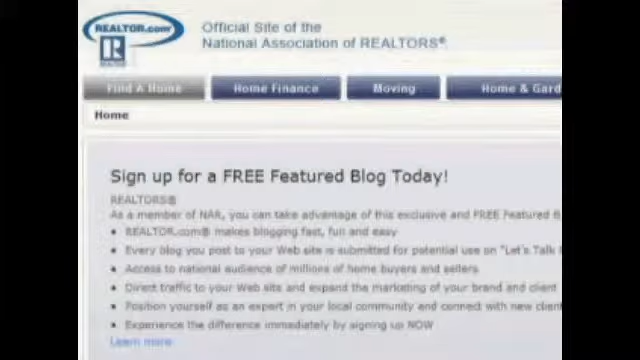 REALTOR.com®
Official Site of the
National Association of REALTORS®
R
REALTOR
Find A Home
Home Finance
Moving
Home & Gard
Home
Sign up for a FREE Featured Blog Today!
REALTORS®
As a member of NAR, you can take advantage of this exclusive and FREE Featured B
• REALTOR.com® makes blogging fast, fun and easy
• Every blog you post to your Web site is submitted for potential use on "Let's Talk
• Access to national audience of millions of home buyers and sellers
• Direct traffic to your Web site and expand the marketing of your brand and client
• Position yourself as an expert in your local community and connect with new client
• Experience the difference immediately by signing up NOW
Learn more